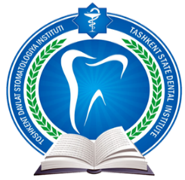 TOSHKENT DAVLAT STOMATOLOGIYA INSTITUTI
TASHKENT STATE DENTAL INSTITUTE